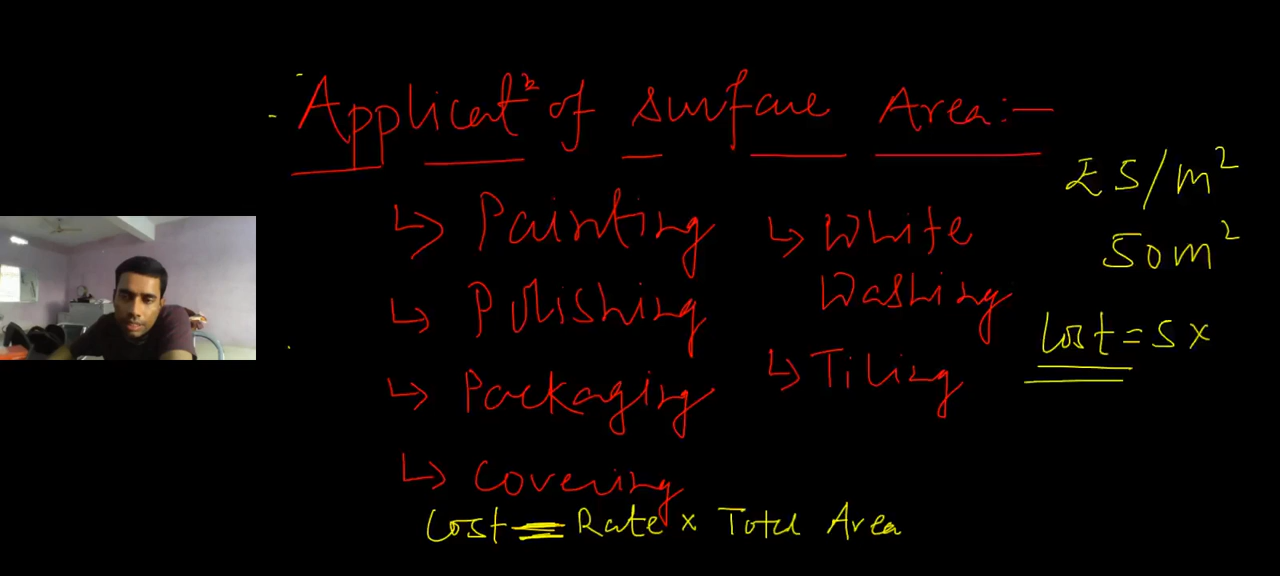 Applicatⁿ of surface Area:-
↳ Painting
↳ Polishing
↳ Packaging
↳ Covering
↳ White
Washing
↳ Tiling
Cost = Rate × Total Area
₹5/m²
50m²
Cost = 5×